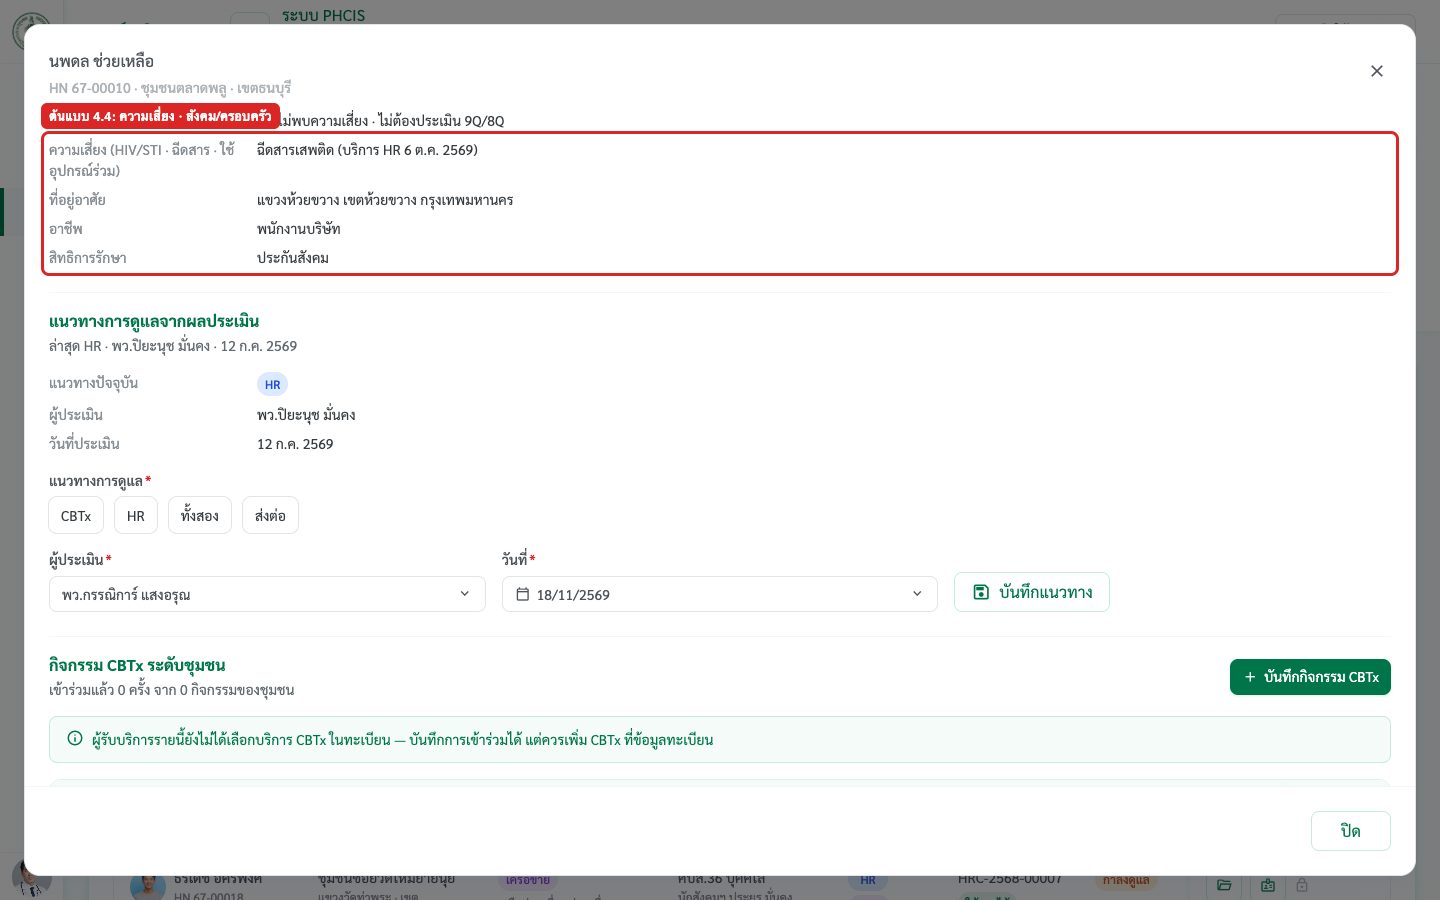 ระบบ PHCIS
นพดล ช่วยเหลือ
HN 67-00010 · ชุมชนตลาดพลู · เขตธนบุรี
ต้นแบบ 4.4: ความเสี่ยง · สังคม/ครอบครัว
ไม่พบความเสี่ยง · ไม่ต้องประเมิน 9Q/8Q
ความเสี่ยง (HIV/STI · ฉีดสาร · ใช้อุปกรณ์ร่วม) ฉีดสารเสพติด (บริการ HR 6 ต.ค. 2569)
ที่อยู่อาศัย แขวงห้วยขวาง เขตห้วยขวาง กรุงเทพมหานคร
อาชีพ พนักงานบริษัท
สิทธิการรักษา ประกันสังคม
แนวทางการดูแลจากผลประเมิน
ล่าสุด HR · พว.ปิยะนุช มั่นคง · 12 ก.ค. 2569
แนวทางปัจจุบัน HR
ผู้ประเมิน พว.ปิยะนุช มั่นคง
วันที่ประเมิน 12 ก.ค. 2569
แนวทางการดูแล *
CBTx HR ทั้งสอง ส่งต่อ
ผู้ประเมิน * วันที่ *
พว.กรรณิการ์ แสงอรุณ 18/11/2569 บันทึกแนวทาง
กิจกรรม CBTx ระดับชุมชน
เข้าร่วมแล้ว 0 ครั้ง จาก 0 กิจกรรมของชุมชน
+ บันทึกกิจกรรม CBTx
ผู้รับบริการรายนี้ยังไม่ได้เลือกบริการ CBTx ในทะเบียน — บันทึกการเข้าร่วมได้ แต่ควรเพิ่ม CBTx ที่ข้อมูลทะเบียน
ปิด
เครือข่าย HR HRC-2568-00007 กำลังดูแล
HN 67-00018